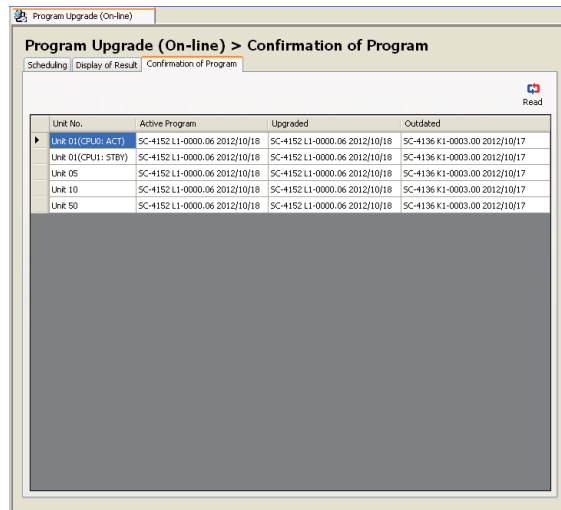 Program Upgrade (On-line)
Program Upgrade (On-line) > Confirmation of Program
Scheduling Display of Result Confirmation of Program
Read
Unit No. Active Program Upgraded Outdated
Unit 01(CPU0: ACT) SC-4152 L1-0000.06 2012/10/18 SC-4152 L1-0000.06 2012/10/18 SC-4136 K1-0003.00 2012/10/17
Unit 01(CPU1: STBY) SC-4152 L1-0000.06 2012/10/18 SC-4152 L1-0000.06 2012/10/18 SC-4136 K1-0003.00 2012/10/17
Unit 05 SC-4152 L1-0000.06 2012/10/18 SC-4152 L1-0000.06 2012/10/18 SC-4136 K1-0003.00 2012/10/17
Unit 10 SC-4152 L1-0000.06 2012/10/18 SC-4152 L1-0000.06 2012/10/18 SC-4136 K1-0003.00 2012/10/17
Unit 50 SC-4152 L1-0000.06 2012/10/18 SC-4152 L1-0000.06 2012/10/18 SC-4136 K1-0003.00 2012/10/17